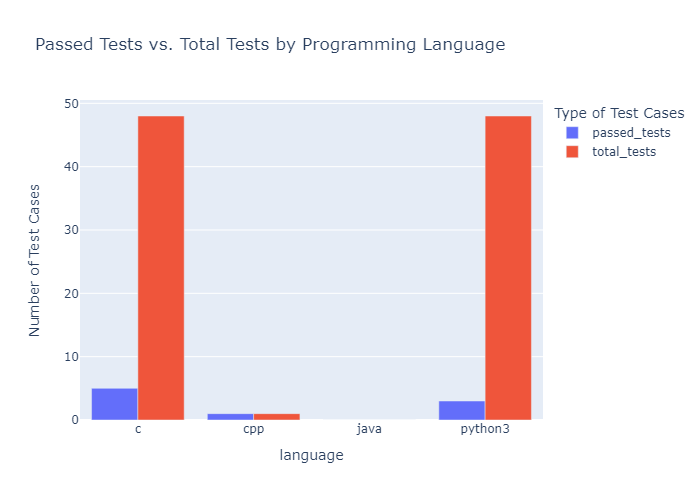 Passed Tests vs. Total Tests by Programming Language
Type of Test Cases
passed_tests
total_tests
Number of Test Cases
50
40
30
20
10
0
c
cpp
java
python3
language